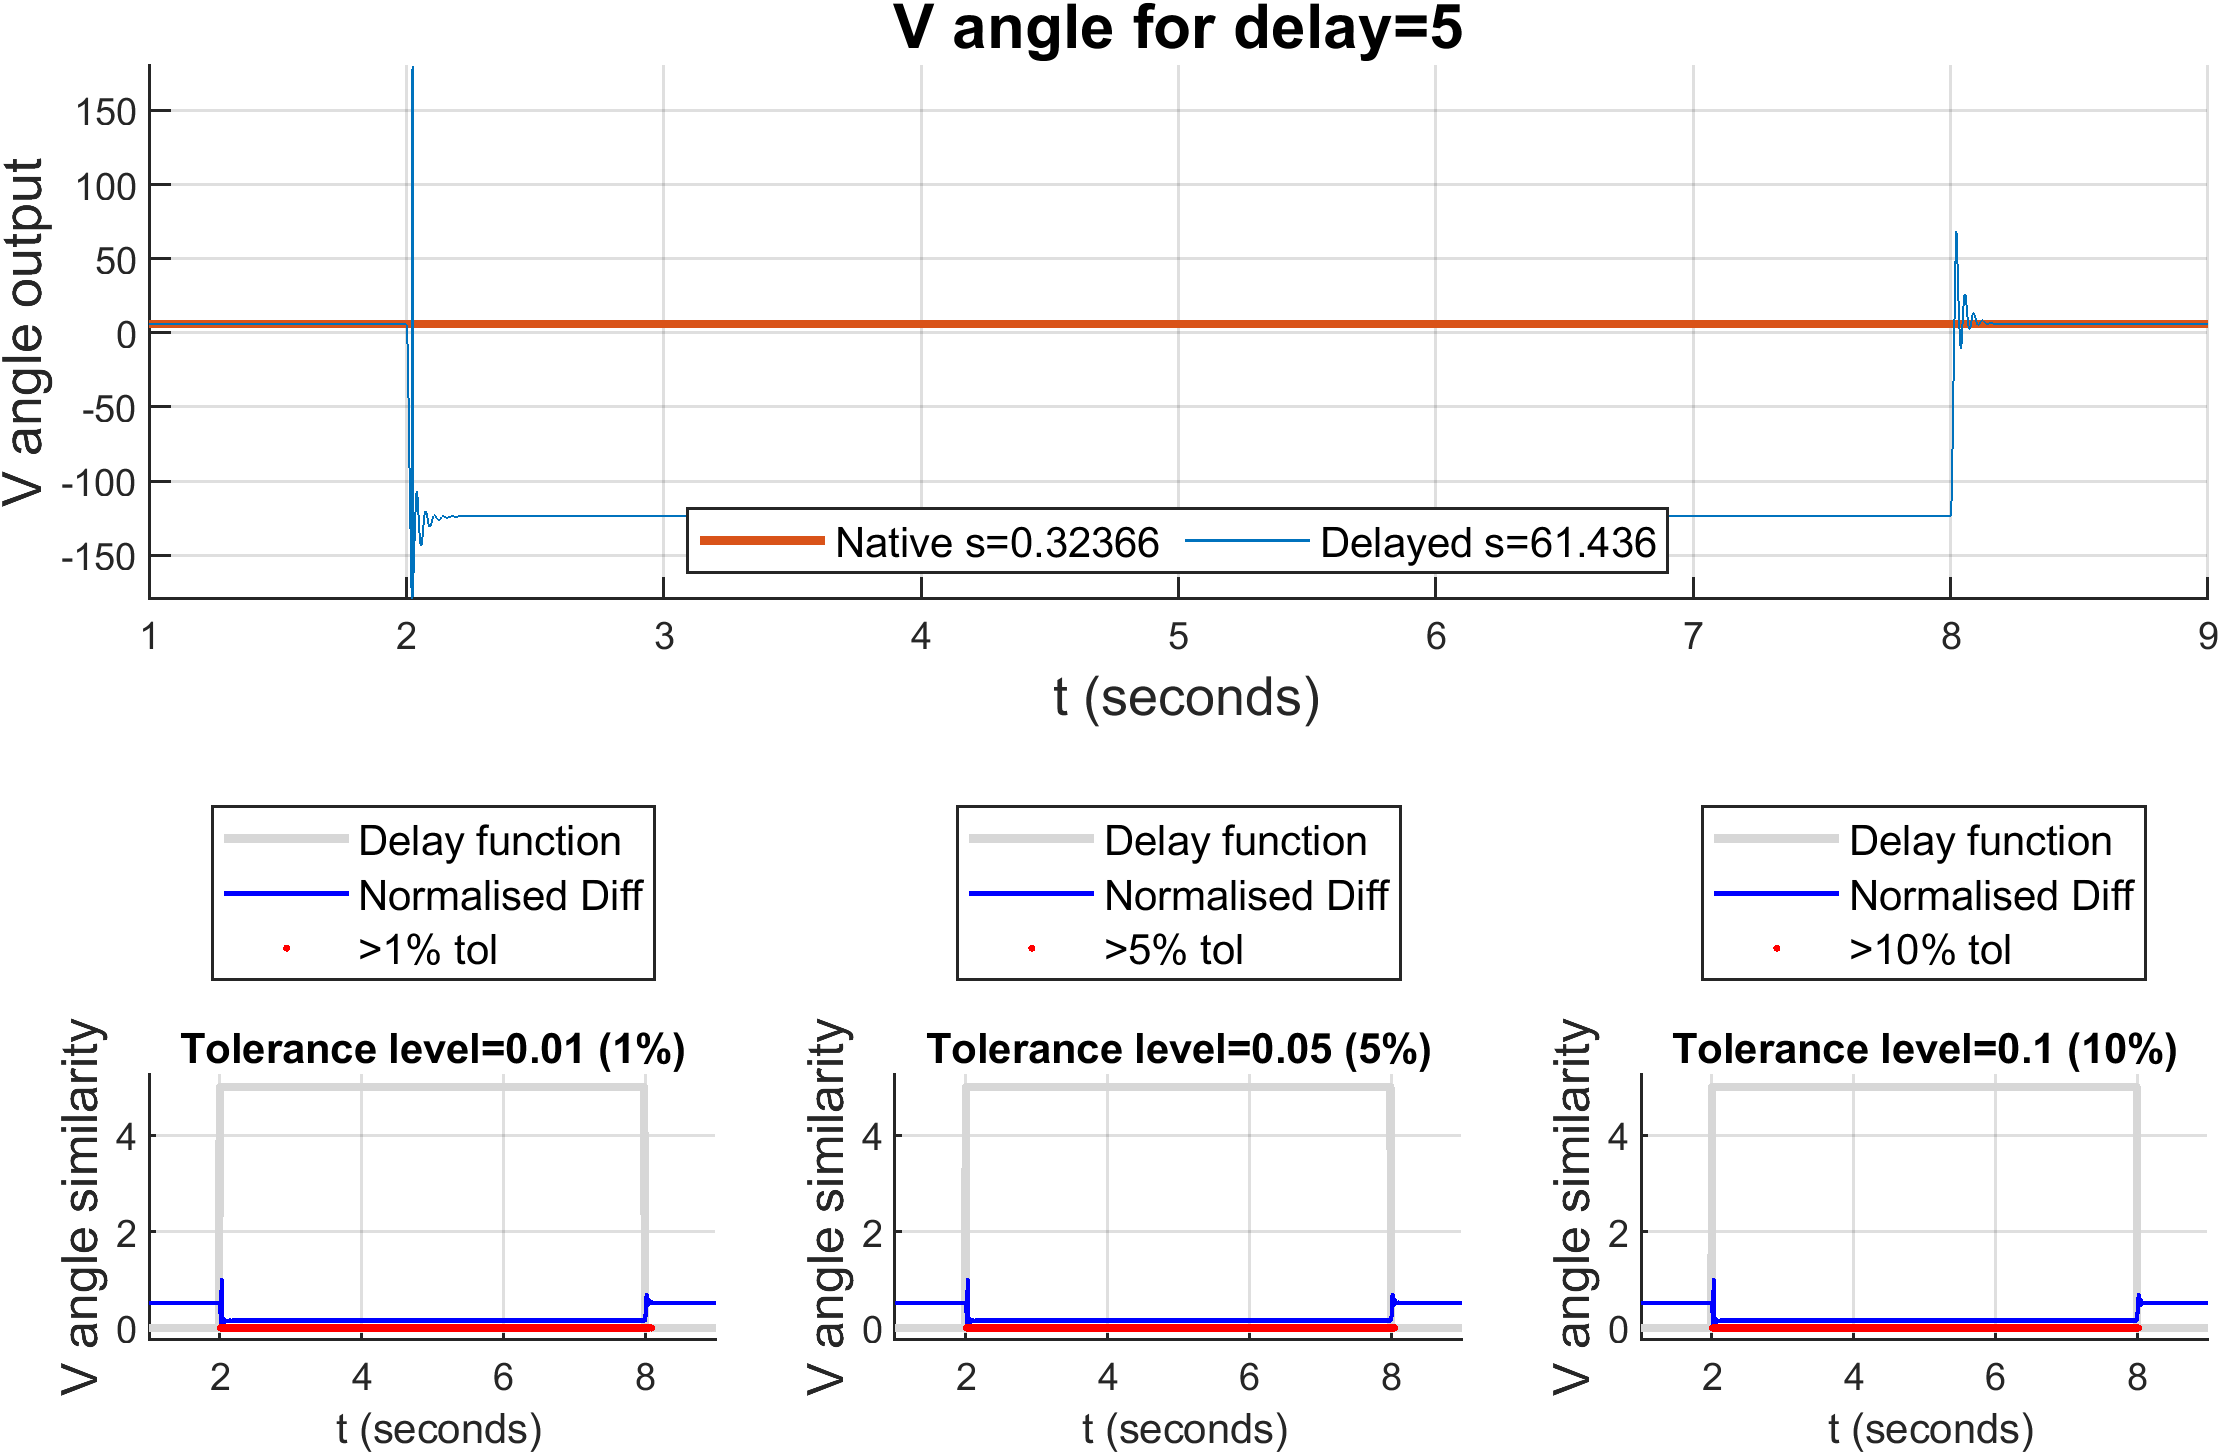 V angle for delay=5
V angle output
150
100
50
0
-50
-100
-150
Native s=0.32366 Delayed s=61.436
1 2 3 4 5 6 7 8 9
t (seconds)
Delay function
Normalised Diff
>1% tol
Delay function
Normalised Diff
>5% tol
Delay function
Normalised Diff
>10% tol
Tolerance level=0.01 (1%)
V angle similarity
4
2
0
2 4 6 8
t (seconds)
Tolerance level=0.05 (5%)
V angle similarity
4
2
0
2 4 6 8
t (seconds)
Tolerance level=0.1 (10%)
V angle similarity
4
2
0
2 4 6 8
t (seconds)